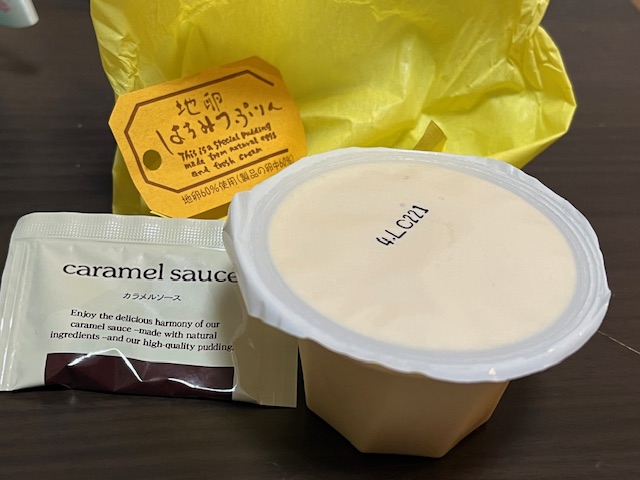 地卵
はちみつぷりん
This is a special pudding
made from natural eggs
and fresh cream
地卵60%使用(製品の卵中60%)
4.LC221
caramel sauce
カラメルソース
Enjoy the delicious harmony of our
caramel sauce –made with natural
ingredients –and our high-quality pudding.